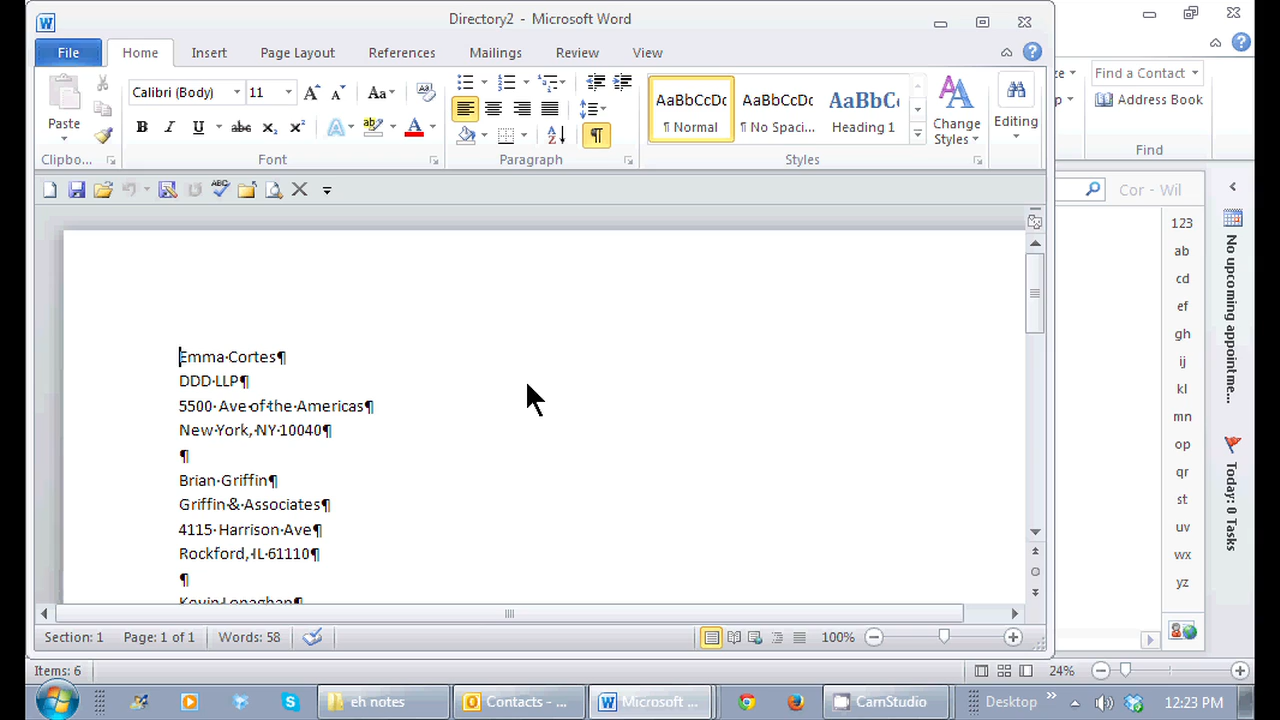 Directory2 - Microsoft Word
File Home Insert Page Layout References Mailings Review View
Paste
Clipbo...
Calibri (Body) 11
Font
Paragraph
AaBbCcDc AaBbCcDc AaBbC
¶ Normal ¶ No Spaci... Heading 1
Change Styles
Styles
Editing
Find a Contact
Address Book
Find
Cor - Wil
Emma Cortes¶
DDD LLP¶
5500 Ave of the Americas¶
New York, NY 10040¶
¶
Brian Griffin¶
Griffin & Associates¶
4115 Harrison Ave¶
Rockford, IL 61110¶
¶
Kevin Lonaghan¶
123
ab
cd
ef
gh
ij
kl
mn
op
qr
st
uv
wx
yz
No upcoming appointme...
Today: 0 Tasks
Section: 1 Page: 1 of 1 Words: 58 100%
Items: 6 24%
eh notes Contacts - ... Microsoft ... CamStudio Desktop 12:23 PM